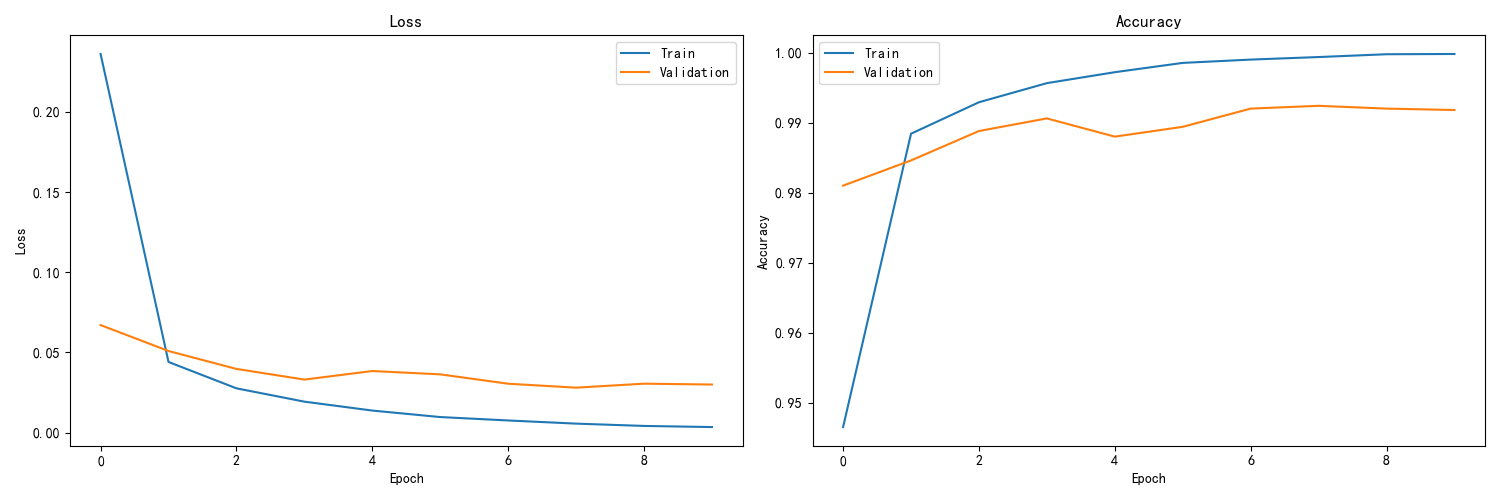 Loss
Train
Validation
0.20
0.15
0.10
0.05
0.00
Loss
0 2 4 6 8
Epoch
Accuracy
Train
Validation
1.00
0.99
0.98
0.97
0.96
0.95
Accuracy
0 2 4 6 8
Epoch